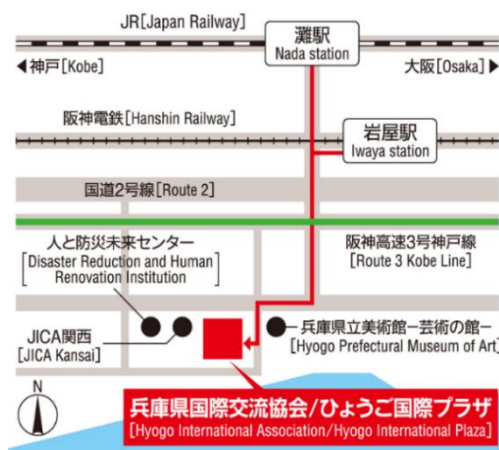 JR[Japan Railway]
灘駅
Nada station
神戸[Kobe]
大阪[Osaka]
阪神電鉄[Hanshin Railway]
岩屋駅
Iwaya station
国道2号線[Route 2]
人と防災未来センター
[Disaster Reduction and Human
Renovation Institution]
阪神高速3号神戸線
[Route 3 Kobe Line]
JICA関西
[JICA Kansai]
兵庫県立美術館−芸術の館−
[Hyogo Prefectural Museum of Art]
N
兵庫県国際交流協会/ひょうご国際プラザ
[Hyogo International Association/Hyogo International Plaza]